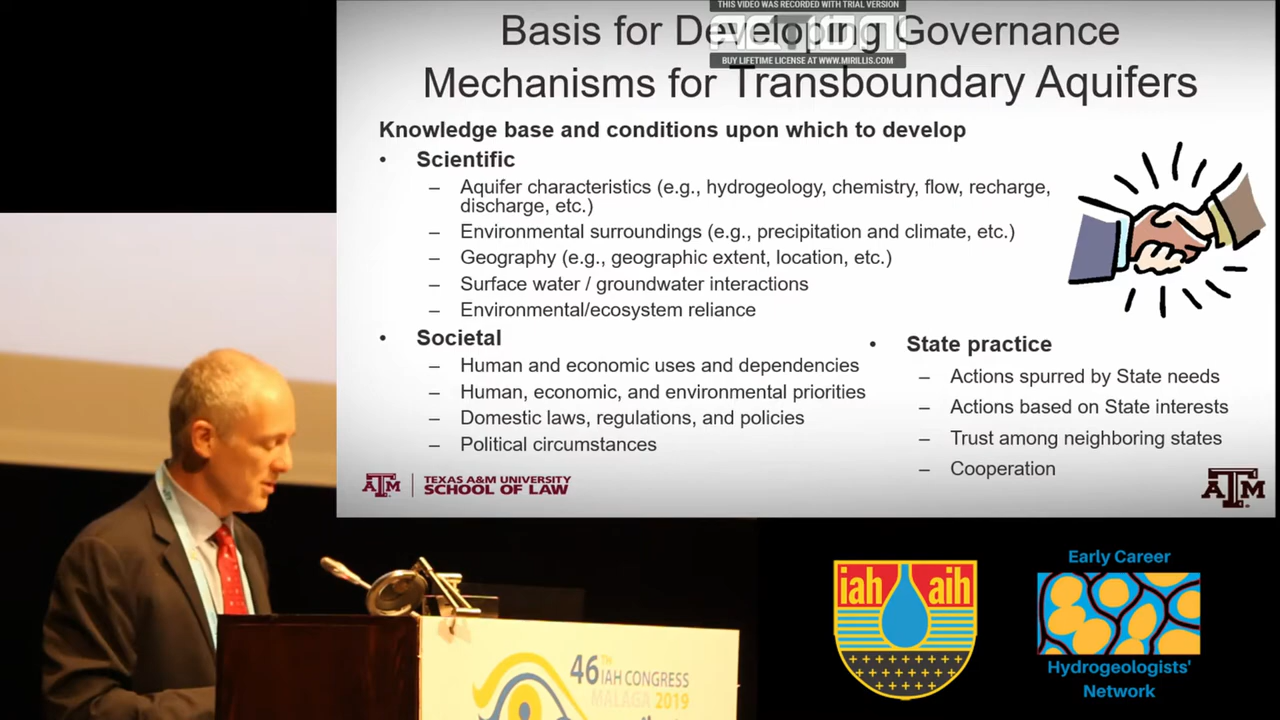 THIS VIDEO WAS RECORDED WITH TRIAL VERSION
ACTION!
BUY LIFETIME LICENSE AT WWW.MIRILLIS.COM
Basis for Developing Governance
Mechanisms for Transboundary Aquifers
Knowledge base and conditions upon which to develop
• Scientific
– Aquifer characteristics (e.g., hydrogeology, chemistry, flow, recharge,
discharge, etc.)
– Environmental surroundings (e.g., precipitation and climate, etc.)
– Geography (e.g., geographic extent, location, etc.)
– Surface water / groundwater interactions
– Environmental/ecosystem reliance
• Societal
– Human and economic uses and dependencies
– Human, economic, and environmental priorities
– Domestic laws, regulations, and policies
– Political circumstances
• State practice
– Actions spurred by State needs
– Actions based on State interests
– Trust among neighboring states
– Cooperation
ATM
TEXAS A&M UNIVERSITY
SCHOOL OF LAW
ATM
46TH
IAH CONGRESS
MALAGA 2019
iah aih
Early Career
Hydrogeologists'
Network